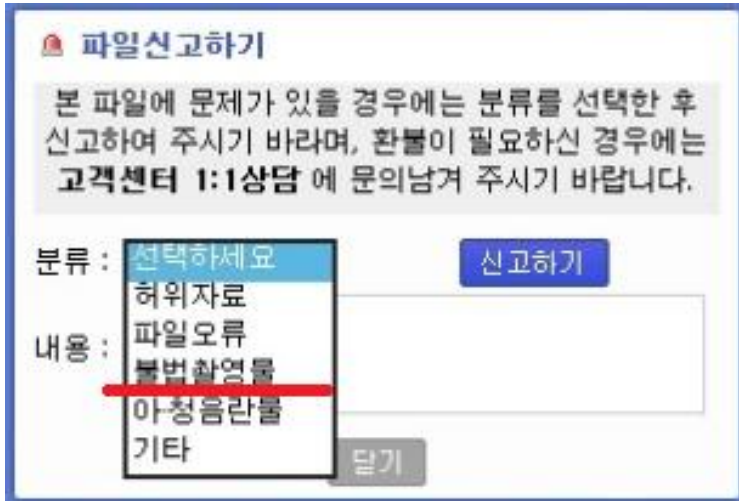 파일신고하기
본 파일에 문제가 있을 경우에는 분류를 선택한 후
신고하여 주시기 바라며, 환불이 필요하신 경우에는
고객센터 1:1상담 에 문의남겨 주시기 바랍니다.
분류 : 선택하세요 신고하기
허위자료
파일오류
내용 :
불법촬영물
아·청음란물
기타
닫기